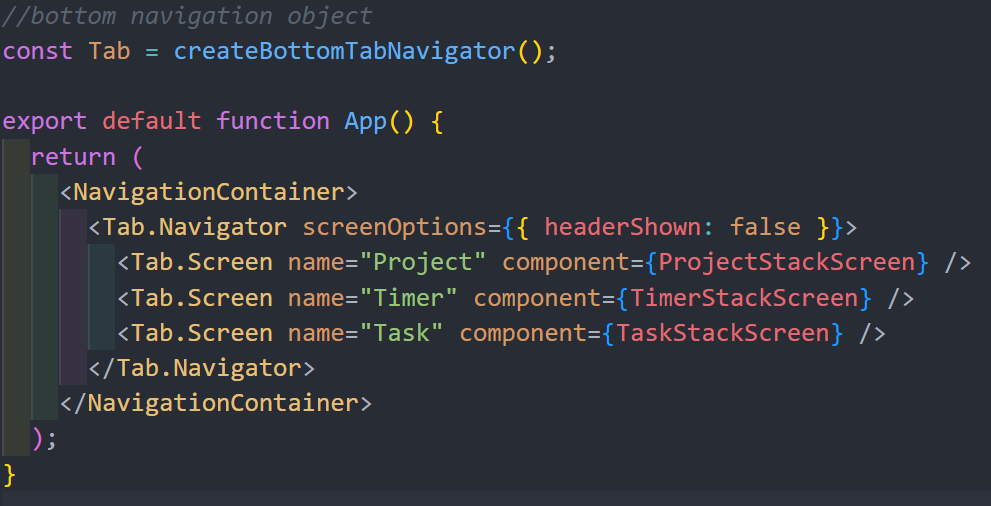 //bottom navigation object
const Tab = createBottomTabNavigator();
export default function App() {
return (
<NavigationContainer>
<Tab.Navigator screenOptions={{ headerShown: false }}>
<Tab.Screen name="Project" component={ProjectStackScreen} />
<Tab.Screen name="Timer" component={TimerStackScreen} />
<Tab.Screen name="Task" component={TaskStackScreen} />
</Tab.Navigator>
</NavigationContainer>
);
}